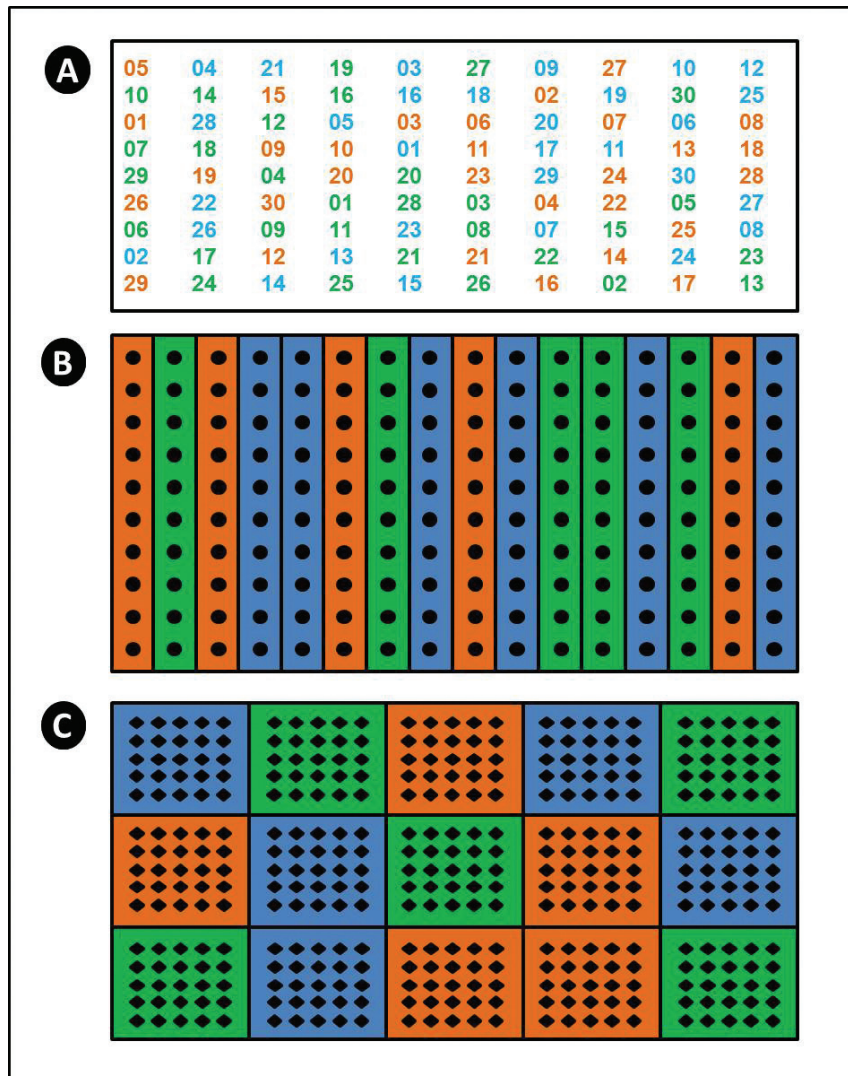 A
05 04 21 19 03 27 09 27 10 12
10 14 15 16 16 18 02 19 30 25
01 28 12 05 03 06 20 07 06 08
07 18 09 10 01 11 17 11 13 18
29 19 04 20 20 23 29 24 30 28
26 22 30 01 28 03 04 22 05 27
06 26 09 11 23 08 07 15 25 08
02 17 12 13 21 21 22 14 24 23
29 24 14 25 15 26 16 02 17 13
B
C